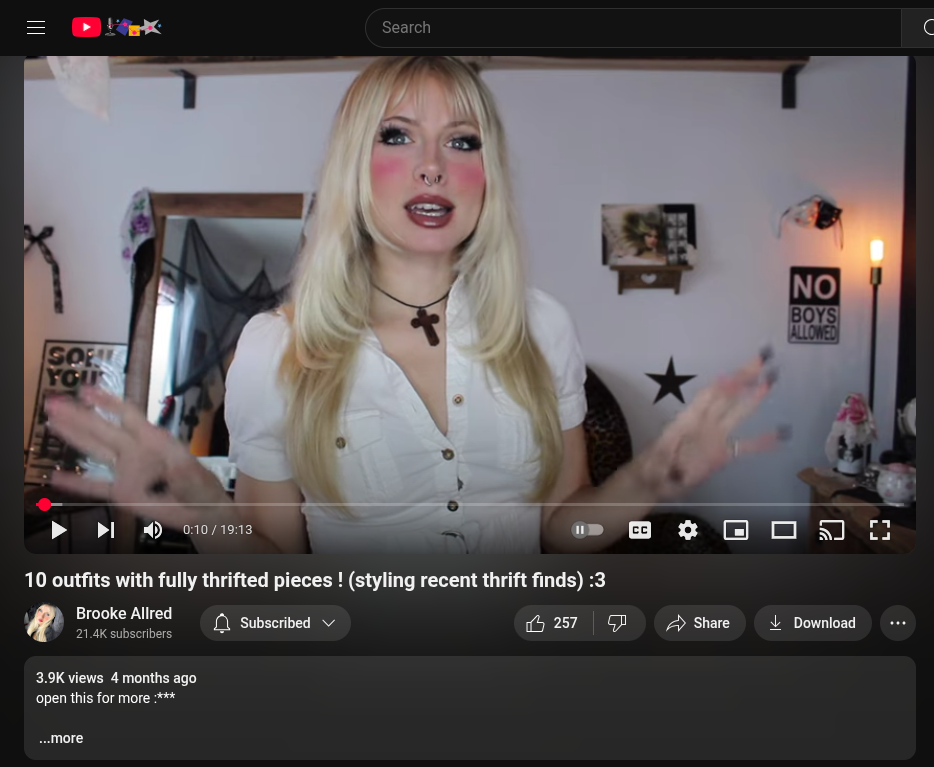 Search
SOME
YOU
NO
BOYS
ALLOWED
CC
0:10 / 19:13
10 outfits with fully thrifted pieces ! (styling recent thrift finds) :3
Brooke Allred
21.4K subscribers
Subscribed
257
Share
Download
3.9K views 4 months ago
open this for more :***
...more